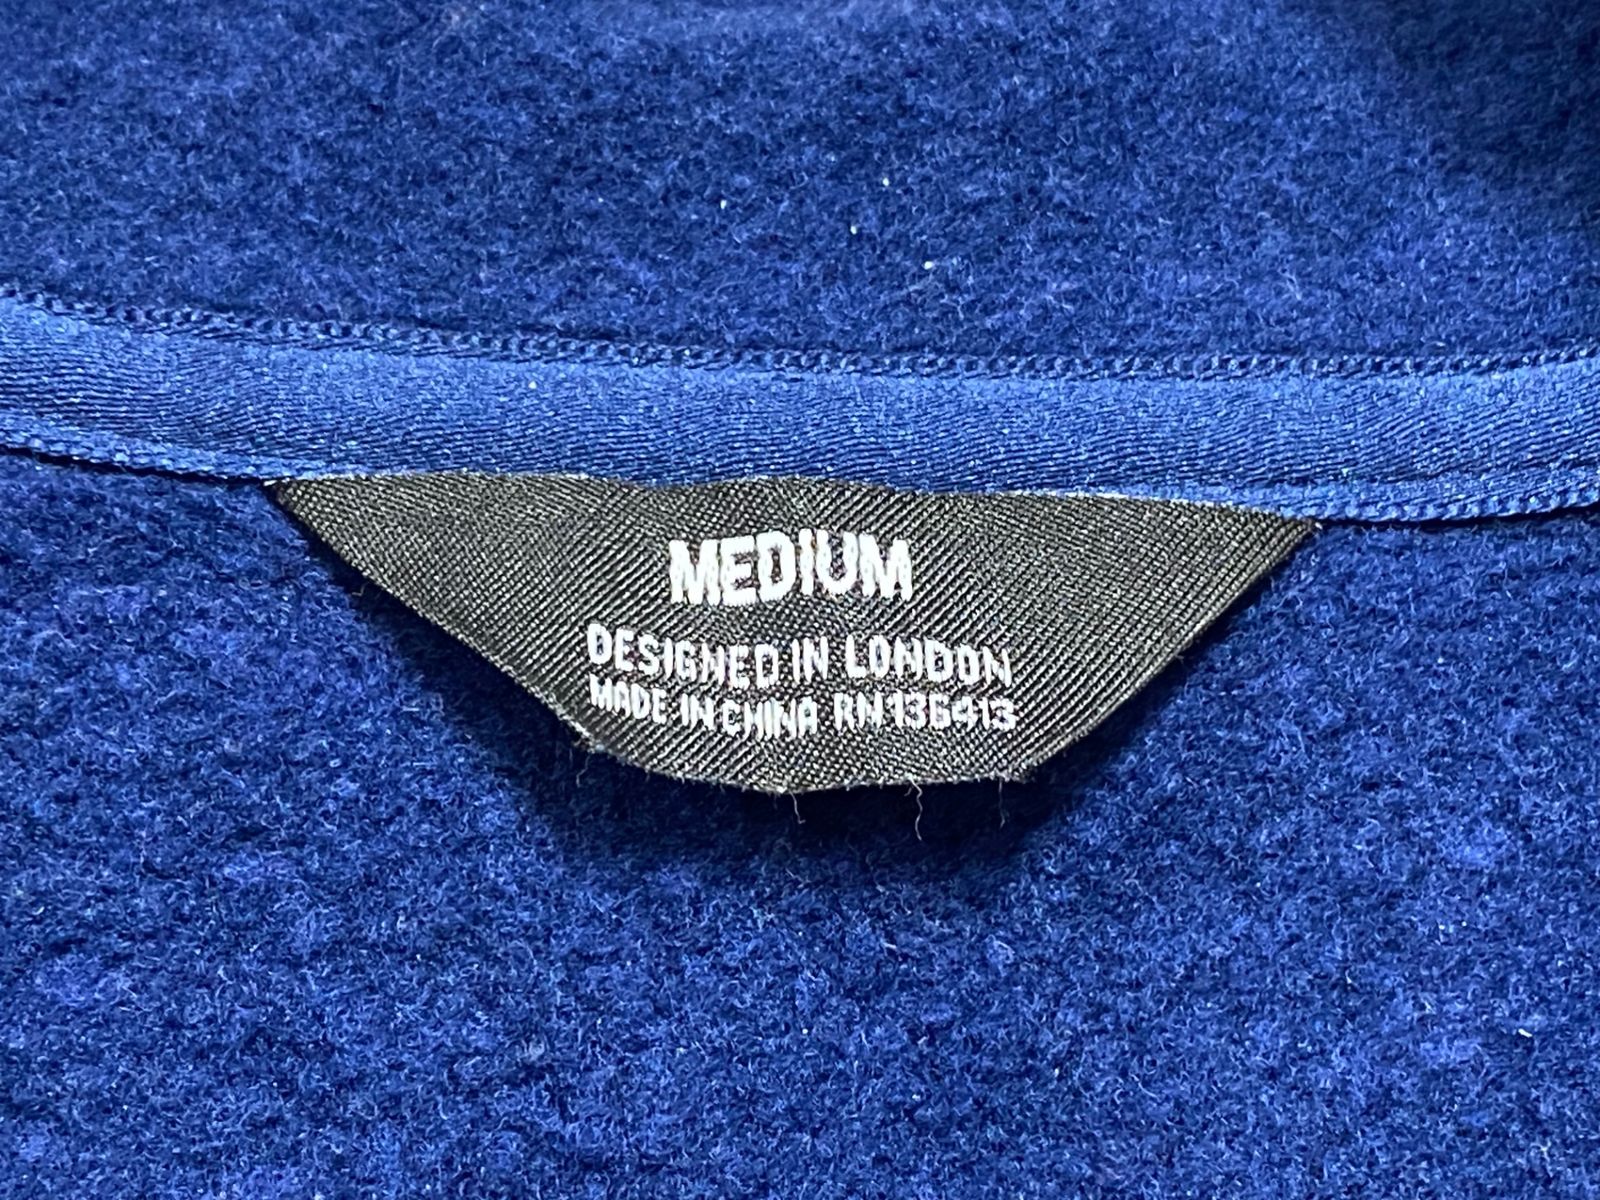 MEDIUM
DESIGNED IN LONDON
MADE IN CHINA RN136413